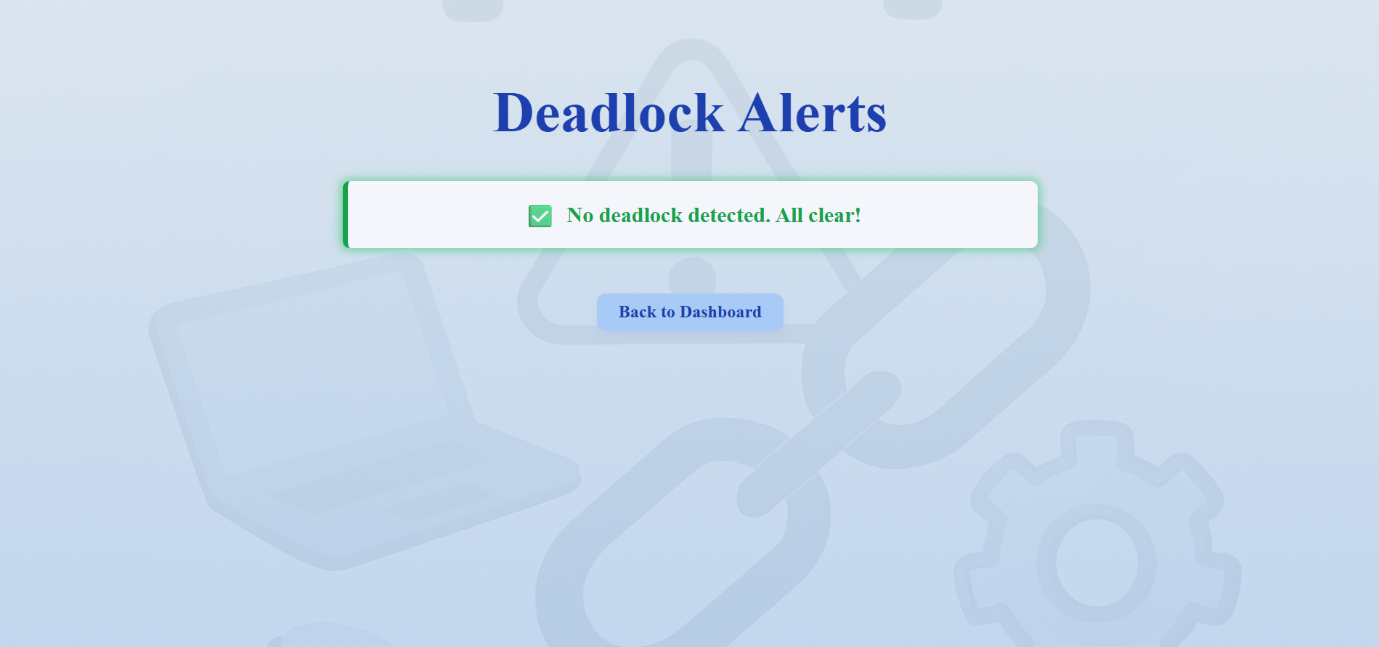 Deadlock Alerts
✅ No deadlock detected. All clear!
Back to Dashboard